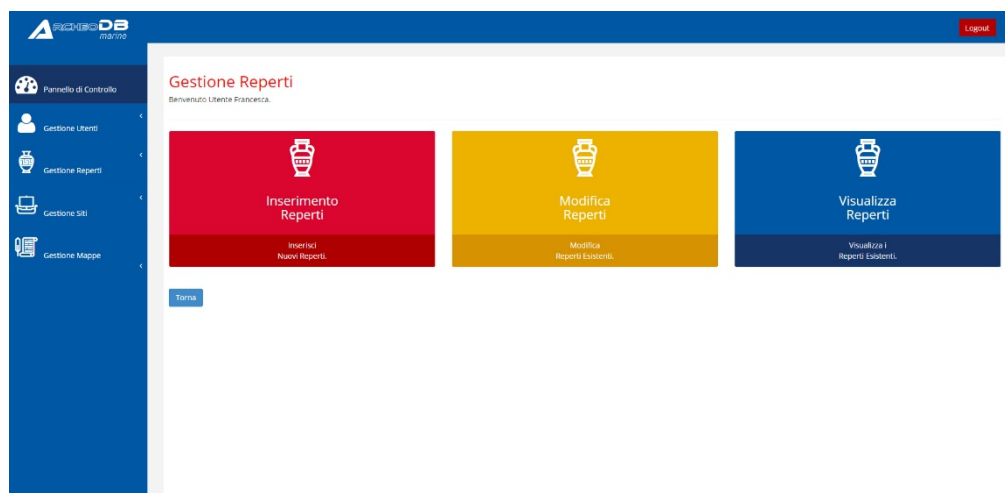 ARCHEODB
marine
Logout
Pannello di Controllo
Gestione Utenti
Gestione Reperti
Gestione Siti
Gestione Mappe
Gestione Reperti
Benvenuto Utente Francesca.
Inserimento
Reperti
Inserisci
Nuovi Reperti.
Modifica
Reperti
Modifica
Reperti Esistenti.
Visualizza
Reperti
Visualizza i
Reperti Esistenti.
Torna